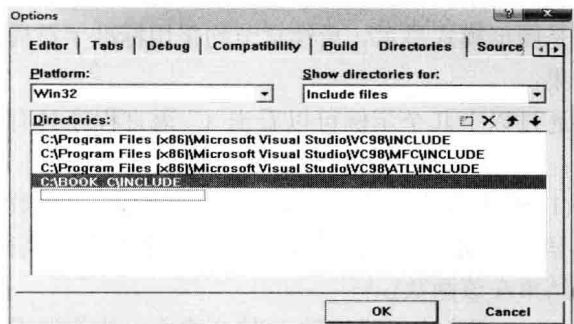 Options
Editor Tabs Debug Compatibility Build Directories Source
Platform: Show directories for:
Win32 Include files
Directories:
C:\Program Files (x86)\Microsoft Visual Studio\VC98\INCLUDE
C:\Program Files (x86)\Microsoft Visual Studio\VC98\MFC\INCLUDE
C:\Program Files (x86)\Microsoft Visual Studio\VC98\ATL\INCLUDE
C:\BOOK_C\INCLUDE
OK Cancel